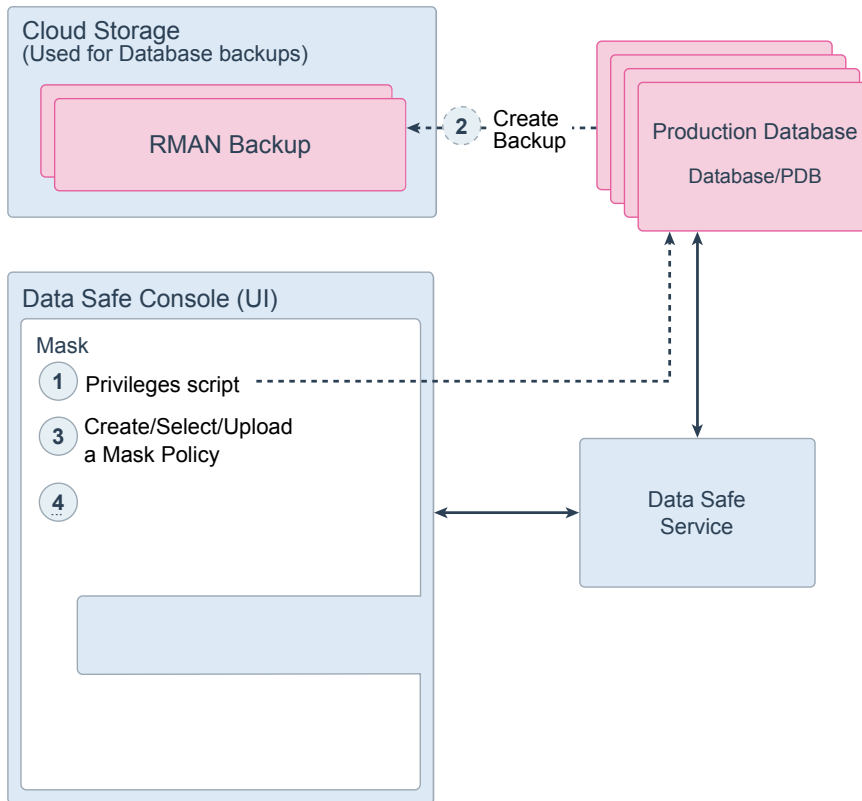 Cloud Storage
(Used for Database backups)
RMAN Backup
2
Create
Backup
Production Database
Database/PDB
Data Safe Console (UI)
Mask
1 Privileges script
3 Create/Select/Upload
a Mask Policy
4
Data Safe
Service